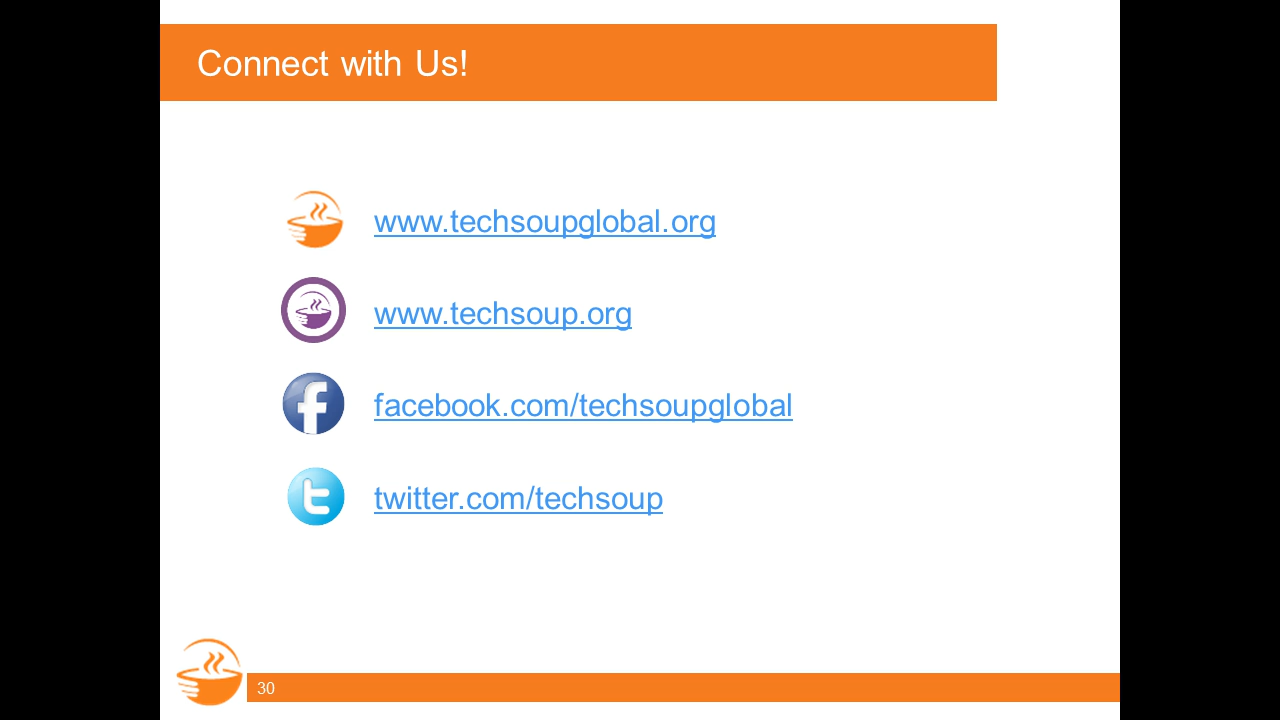 Connect with Us!
www.techsoupglobal.org
www.techsoup.org
facebook.com/techsoupglobal
twitter.com/techsoup
30